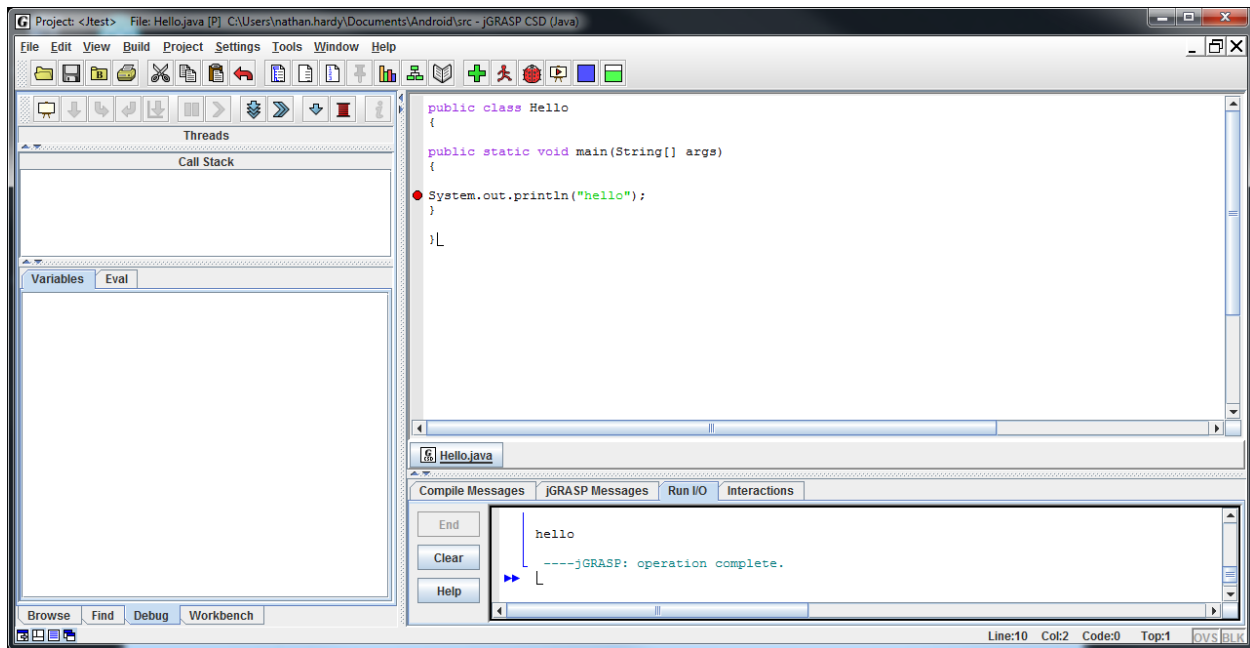 Project: <Jtest>   File: Hello.java [P]  C:\Users\nathan.hardy\Documents\Android\src - jGRASP CSD (Java)
File  Edit  View  Build  Project  Settings  Tools  Window  Help
Threads
Call Stack
Variables  Eval
Browse  Find  Debug  Workbench
public class Hello
{
public static void main(String[] args)
{
System.out.println("hello");
}
}
Hello.java
Compile Messages  jGRASP Messages  Run I/O  Interactions
End
Clear
Help
hello
----jGRASP: operation complete.
Line:10  Col:2  Code:0  Top:1  OVS BLK